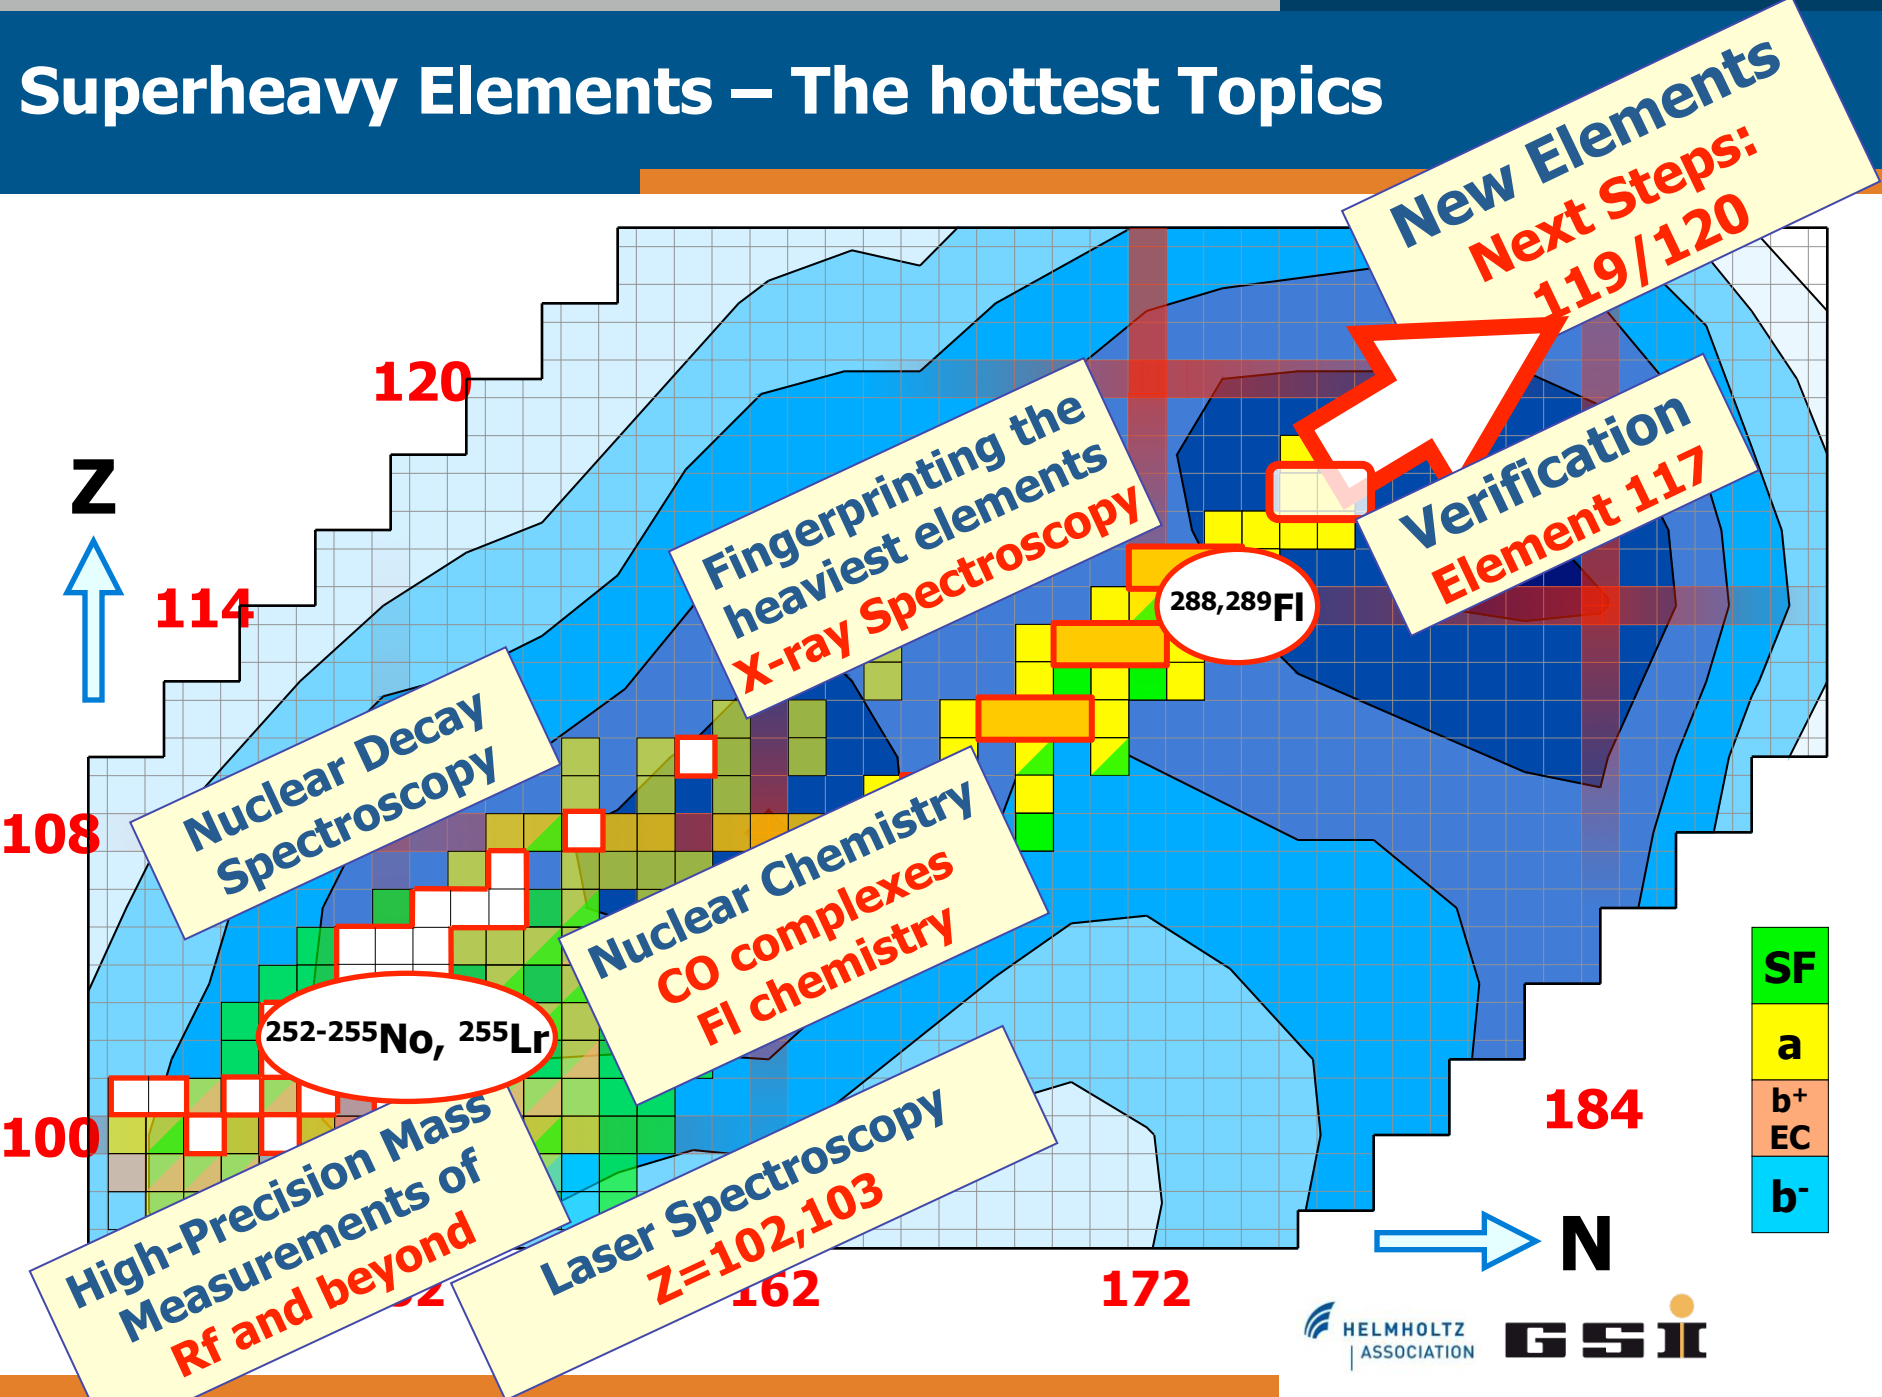 Superheavy Elements – The hottest Topics
New Elements
Next Steps:
119/120
120
Z
114
108
100
Fingerprinting the
heaviest elements
X-ray Spectroscopy
Verification
Element 117
288,289Fl
Nuclear Decay
Spectroscopy
Nuclear Chemistry
CO complexes
Fl chemistry
252-255No, 255Lr
High-Precision Mass
Measurements of
Rf and beyond
Laser Spectroscopy
Z=102,103
162
172
184
N
SF
a
b+
EC
b-
HELMHOLTZ
ASSOCIATION
GSI